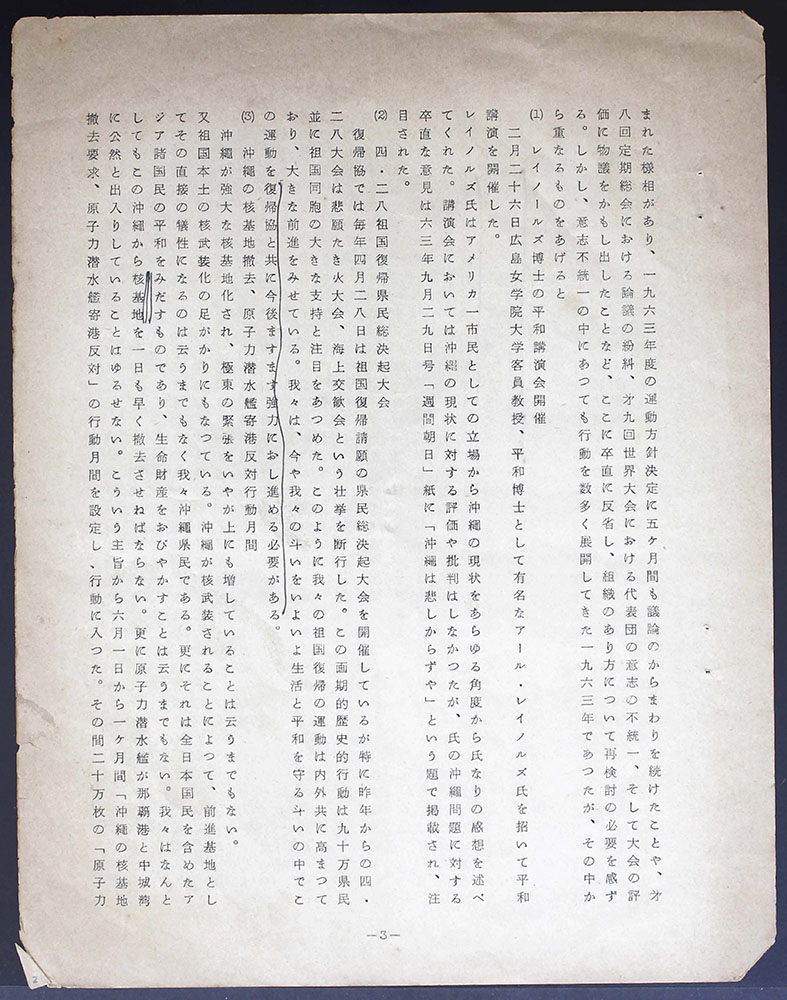 まれた様相があり、一九六三年度の運動方針決定に五ケ月間も議論のからまわりを続けたことや、才
八回定期総会における論議の紛料、才九回世界大会における代表団の意志の不統一、そして大会の評
価に物議をかもし出したことなど、ここに卒直に反省し、組織のあり方について再検討の必要を感ず
る。しかし、意志不統一の中にあつても行動を数多く展開してきた一九六三年であつたが、その中か
ら重なるものをあげると
(1) レイノールズ博士の平和講演会開催
二月二十六日広島女学院大学客員教授、平和博士として有名なアール・レイノルズ氏を招いて平和
講演を開催した。
レイノルズ氏はアメリカ一市民としての立場から沖縄の現状をあらゆる角度から氏なりの感想を述べ
てくれた。講演会においては沖縄の現状に対する評価や批判はしなかつたが、氏の沖縄問題に対する
卒直な意見は六三年九月二九日号「週間朝日」紙に「沖縄は悲しからずや」という題で掲載され、注
目された。
(2) 四・二八祖国復帰県民総決起大会
復帰協では毎年四月二八日は祖国復帰請願の県民総決起大会を開催しているが特に昨年からの四・
二八大会は悲願たき火大会、海上交歓会という壮挙を断行した。この画期的歴史的行動は九十万県民
並に祖国同胞の大きな支持と注目をあつめた。このように我々の祖国復帰の運動は内外共に高まつて
おり、大きな前進をみせている。我々は、今や我々の斗いをいよいよ生活と平和を守る斗いの中でこ
の運動を復帰協と共に今後ますます強力におし進める必要がある。
(3) 沖縄の核基地撤去、原子力潜水艦寄港反対行動月間
沖縄が強大な核基地化され、極東の緊張をいやが上にも増していることは云うまでもない。
又祖国本土の核武装化の足がかりにもなつている。沖縄が核武装されることによつて、前進基地とし
てその直接の犠性になるのは云うまでもなく我々沖縄県民である。更にそれは全日本国民を含めたア
ジア諸国民の平和をみだすものであり、生命財産をおびやかすことは云うまでもない。我々はなんと
してもこの沖縄から核基地を一日も早く撤去させねばならない。更に原子力潜水艦が那覇港と中城湾
に公然と出入りしていることはゆるせない。こういう主旨から六月一日から一ケ月間「沖縄の核基地
撤去要求、原子力潜水艦寄港反対」の行動月間を設定し、行動に入つた。その間二十万枚の「原子力
—3—
2